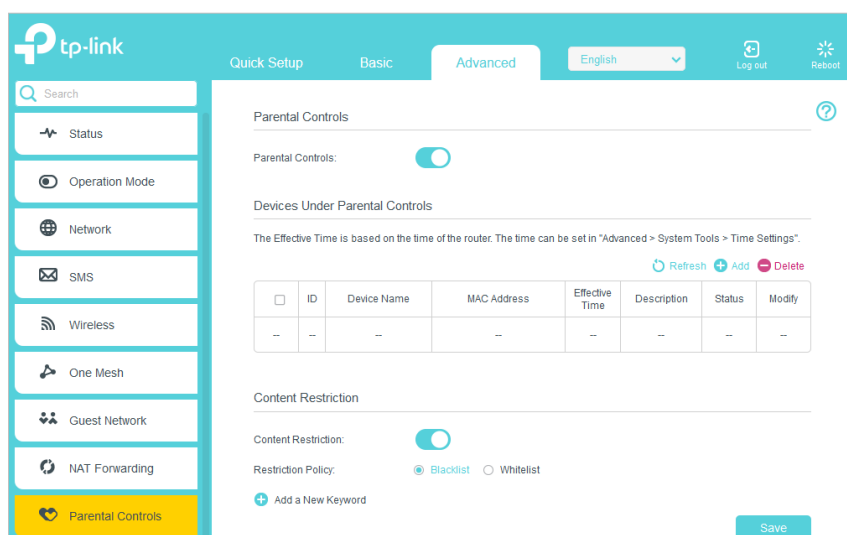 tp-link
Quick Setup
Basic
Advanced
English
Log out
Reboot
Search
Status
Operation Mode
Network
SMS
Wireless
One Mesh
Guest Network
NAT Forwarding
Parental Controls
Parental Controls
Parental Controls:
Devices Under Parental Controls
The Effective Time is based on the time of the router. The time can be set in "Advanced > System Tools > Time Settings".
Refresh Add Delete
ID Device Name MAC Address Effective Time Description Status Modify
-- -- -- -- -- -- -- --
Content Restriction
Content Restriction:
Restriction Policy: Blacklist Whitelist
Add a New Keyword
Save